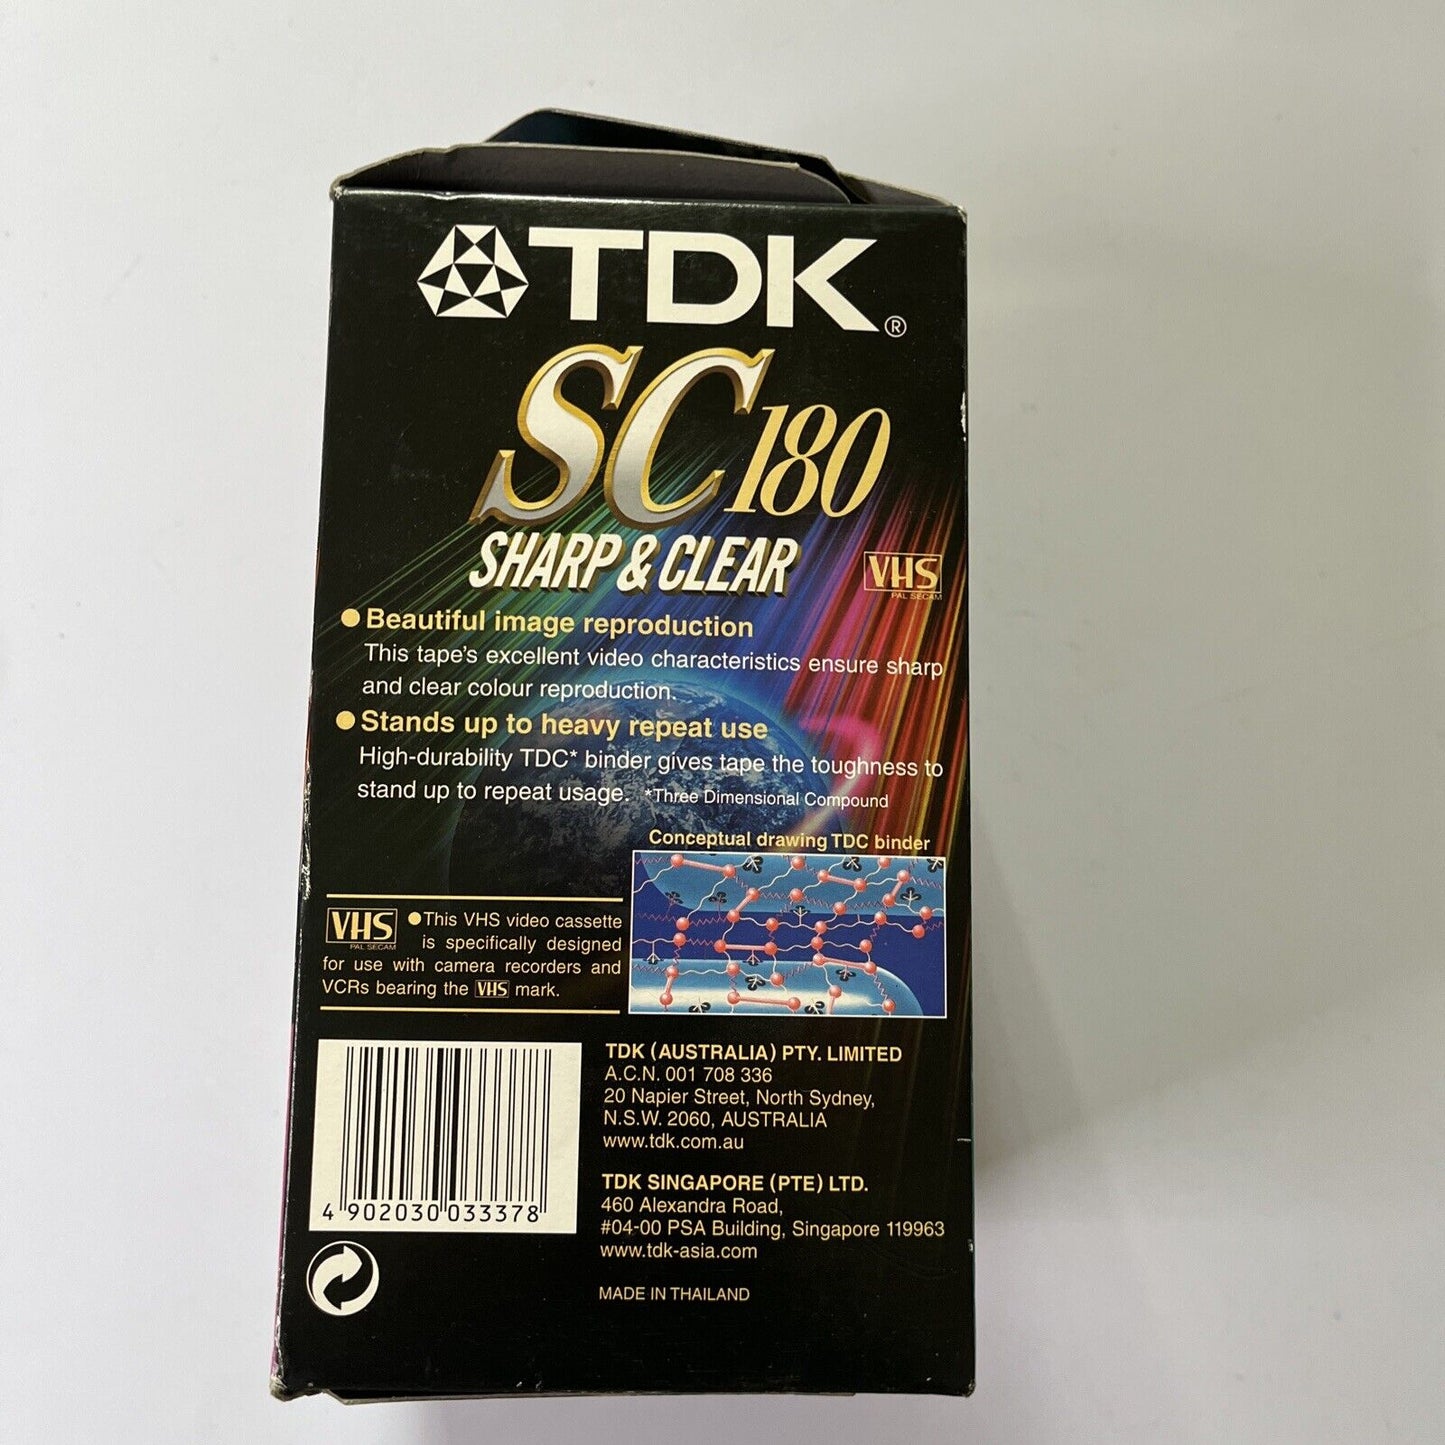 TDK®
SC180
SHARP & CLEAR
VHS
PAL SECAM
● Beautiful image reproduction
This tape's excellent video characteristics ensure sharp
and clear colour reproduction.
● Stands up to heavy repeat use
High-durability TDC* binder gives tape the toughness to
stand up to repeat usage. *Three Dimensional Compound
Conceptual drawing TDC binder
VHS
PAL SECAM
● This VHS video cassette
is specifically designed
for use with camera recorders and
VCRs bearing the VHS mark.
4 902030 033378
TDK (AUSTRALIA) PTY. LIMITED
A.C.N. 001 708 336
20 Napier Street, North Sydney,
N.S.W. 2060, AUSTRALIA
www.tdk.com.au
TDK SINGAPORE (PTE) LTD.
460 Alexandra Road,
#04-00 PSA Building, Singapore 119963
www.tdk-asia.com
MADE IN THAILAND